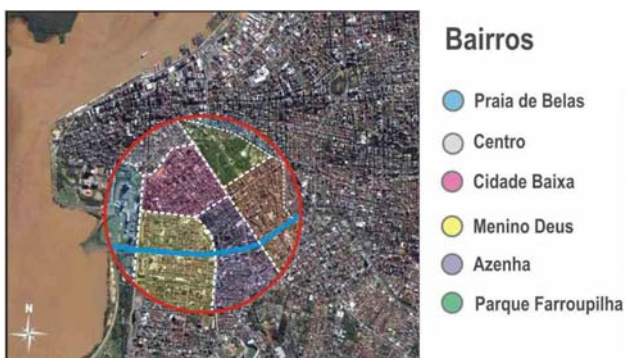 Bairros
Praia de Belas
Centro
Cidade Baixa
Menino Deus
Azenha
Parque Farroupilha
N